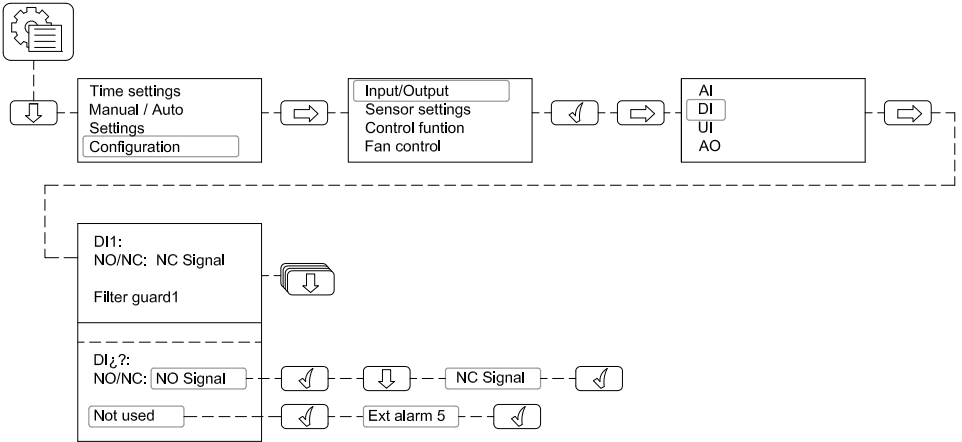 Time settings
Manual / Auto
Settings
Configuration
Input/Output
Sensor settings
Control funtion
Fan control
AI
DI
UI
AO
DI1:
NO/NC: NC Signal
Filter guard1
DI¿?:
NO/NC: NO Signal
NC Signal
Not used
Ext alarm 5